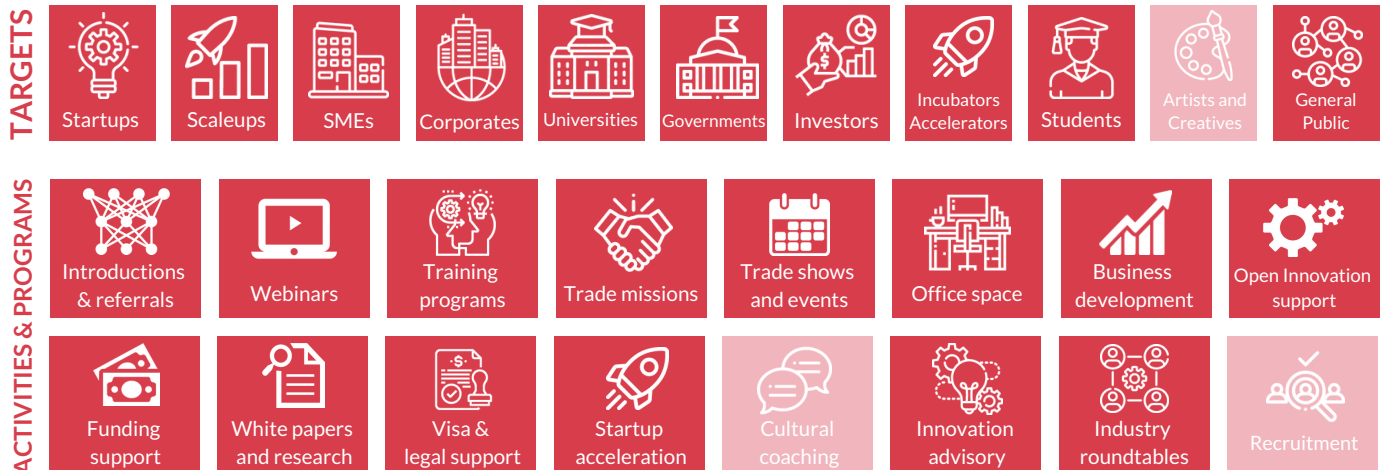 TARGETS
Startups
Scaleups
SMEs
Corporates
Universities
Governments
Investors
Incubators
Accelerators
Students
Artists and
Creatives
General
Public
ACTIVITIES & PROGRAMS
Introductions
& referrals
Webinars
Training
programs
Trade missions
Trade shows
and events
Office space
Business
development
Open Innovation
support
Funding
support
White papers
and research
Visa &
legal support
Startup
acceleration
Cultural
coaching
Innovation
advisory
Industry
roundtables
Recruitment